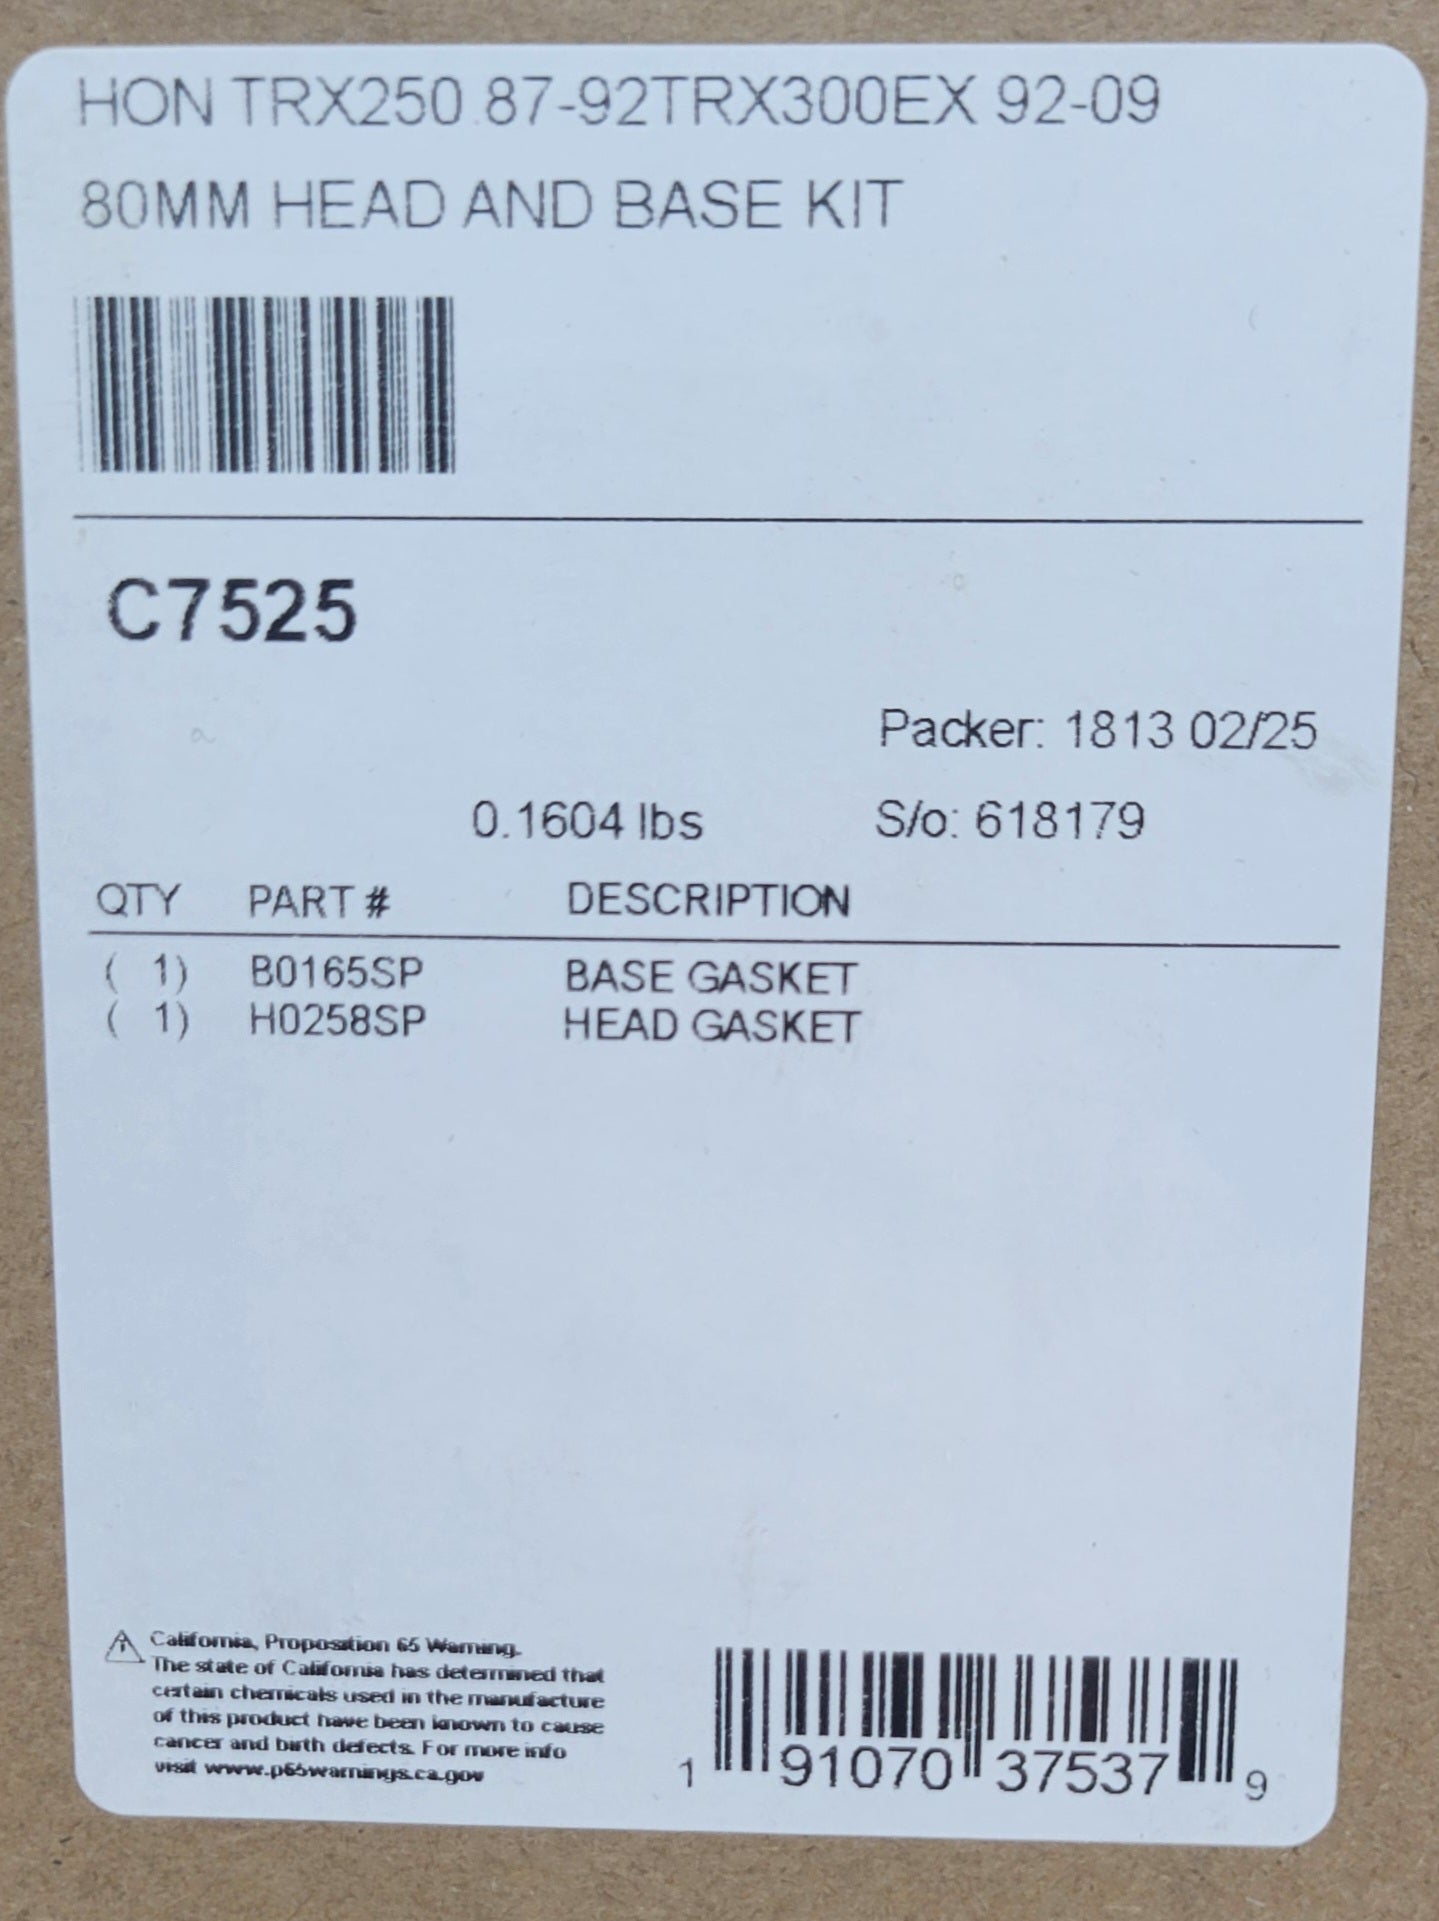 HON TRX250 87-92TRX300EX 92-09
80MM HEAD AND BASE KIT
C7525
Packer: 1813 02/25
0.1604 lbs S/o: 618179
QTY PART # DESCRIPTION
( 1) B0165SP BASE GASKET
( 1) H0258SP HEAD GASKET
California, Proposition 65 Warning.
The state of California has determined that
certain chemicals used in the manufacture
of this product have been known to cause
cancer and birth defects. For more info
visit www.p65warnings.ca.gov
1 91070 37537 9